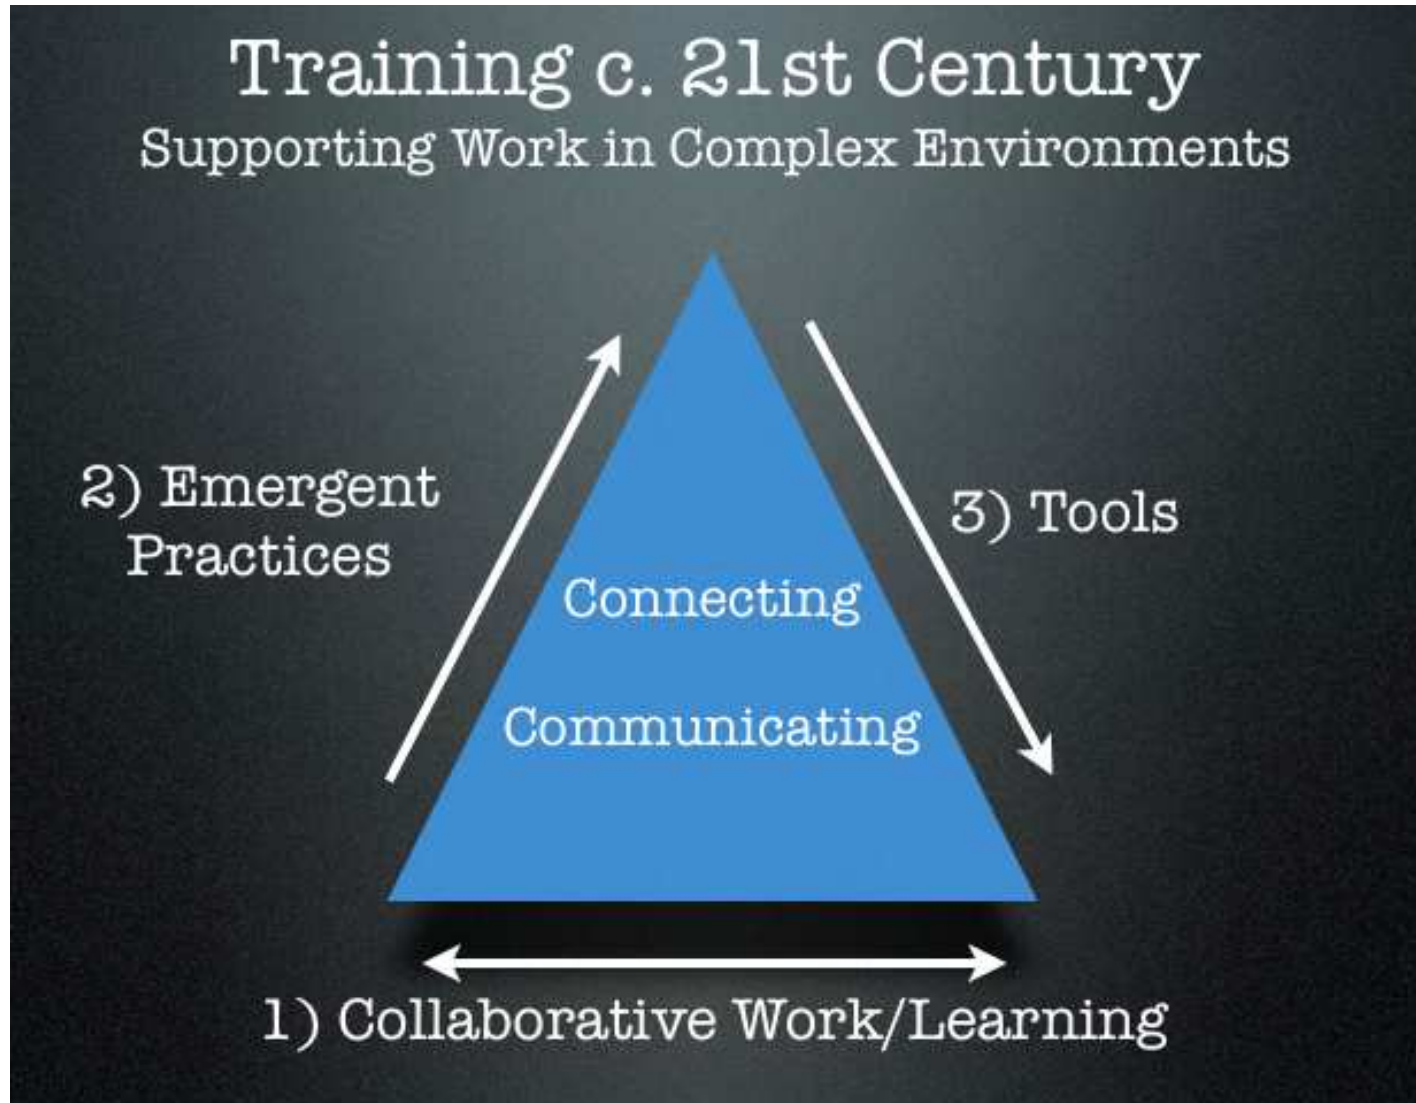 Training c. 21st Century
Supporting Work in Complex Environments
2) Emergent
Practices
3) Tools
Connecting
Communicating
1) Collaborative Work/Learning